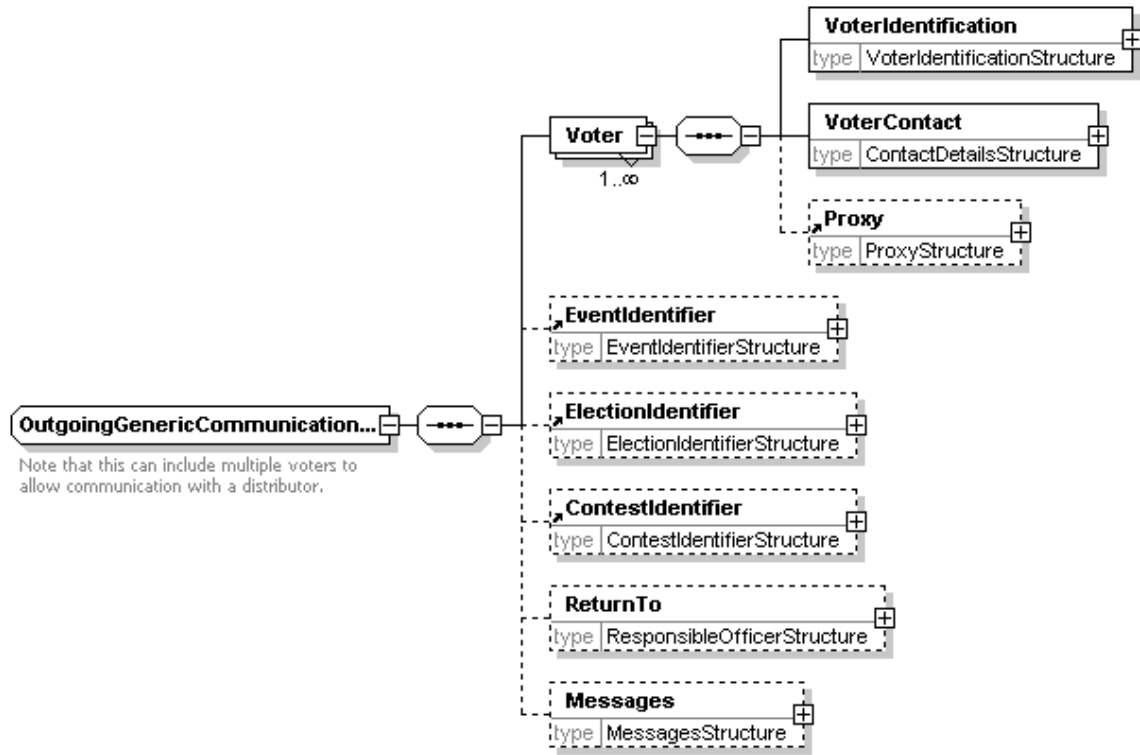 VoterIdentification
type VoterIdentificationStructure
Voter
1..∞
VoterContact
type ContactDetailsStructure
Proxy
type ProxyStructure
EventIdentifier
type EventIdentifierStructure
OutgoingGenericCommunication...
Note that this can include multiple voters to
allow communication with a distributor.
ElectionIdentifier
type ElectionIdentifierStructure
ContestIdentifier
type ContestIdentifierStructure
ReturnTo
type ResponsibleOfficerStructure
Messages
type MessagesStructure